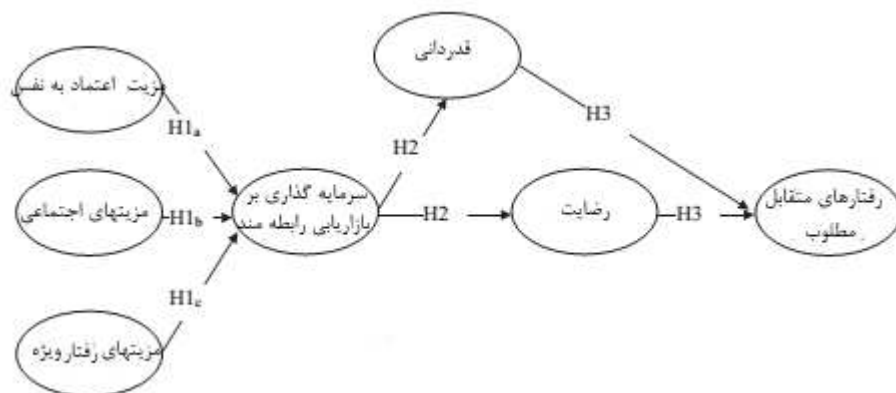 قدردانی
مزیت اعتماد به نفس
H1a
H3
H2
سرمایه گذاری بر
بازاریابی رابطه مند
مزیتهای اجتماعی
H1b
H2
رضایت
H3
رفتارهای متقابل
مطلوب
H1c
مزیتهای رفتار ویژه